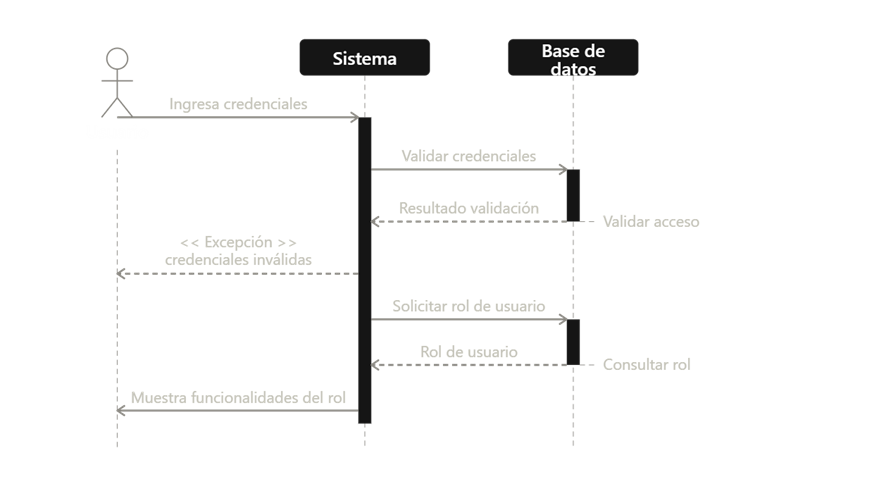 Sistema
Base de
datos
Ingresa credenciales
Validar credenciales
Resultado validación
Validar acceso
<< Excepción >>
credenciales inválidas
Solicitar rol de usuario
Rol de usuario
Consultar rol
Muestra funcionalidades del rol